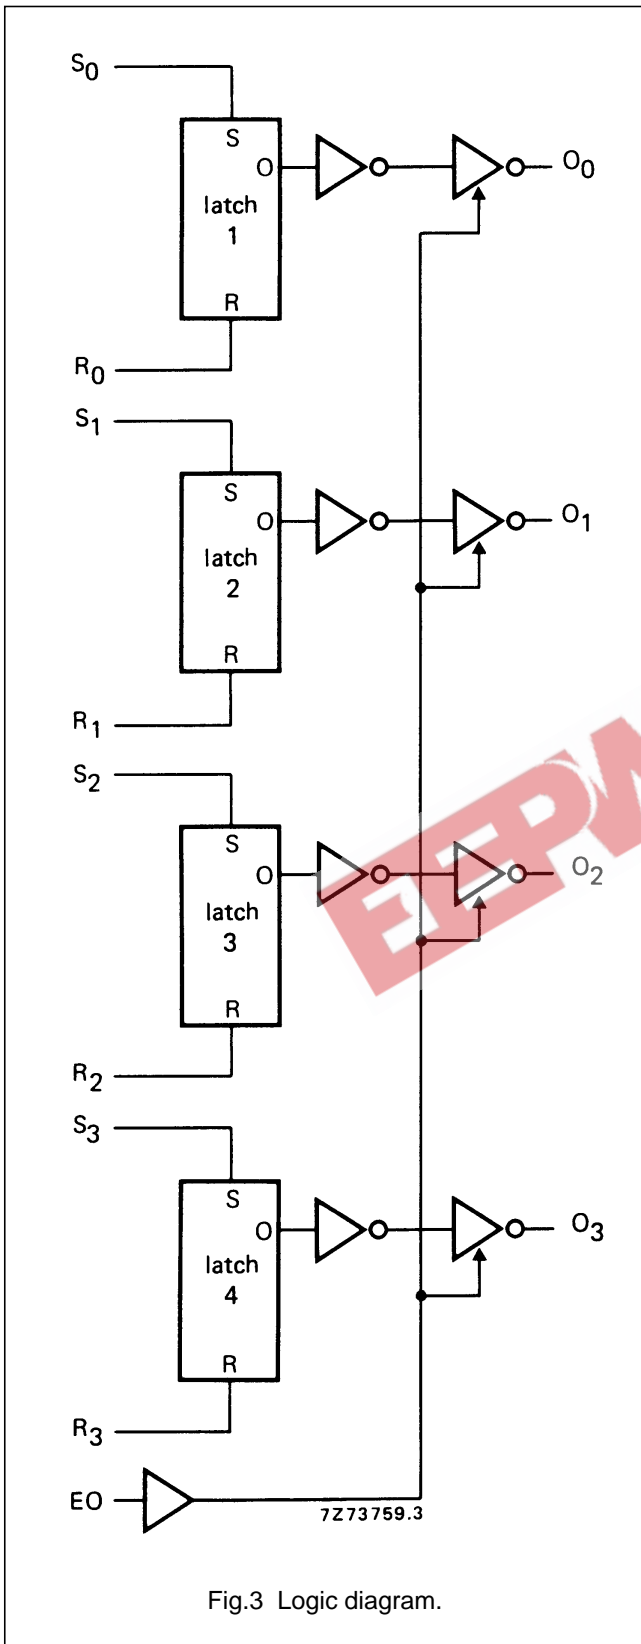 S0
S
O
O0
latch
1
R
R0
S1
S
O
O1
latch
2
R
R1
S2
S
O
O2
latch
3
R
R2
S3
S
O
O3
latch
4
R
R3
EO
7Z73759.3
Fig.3 Logic diagram.